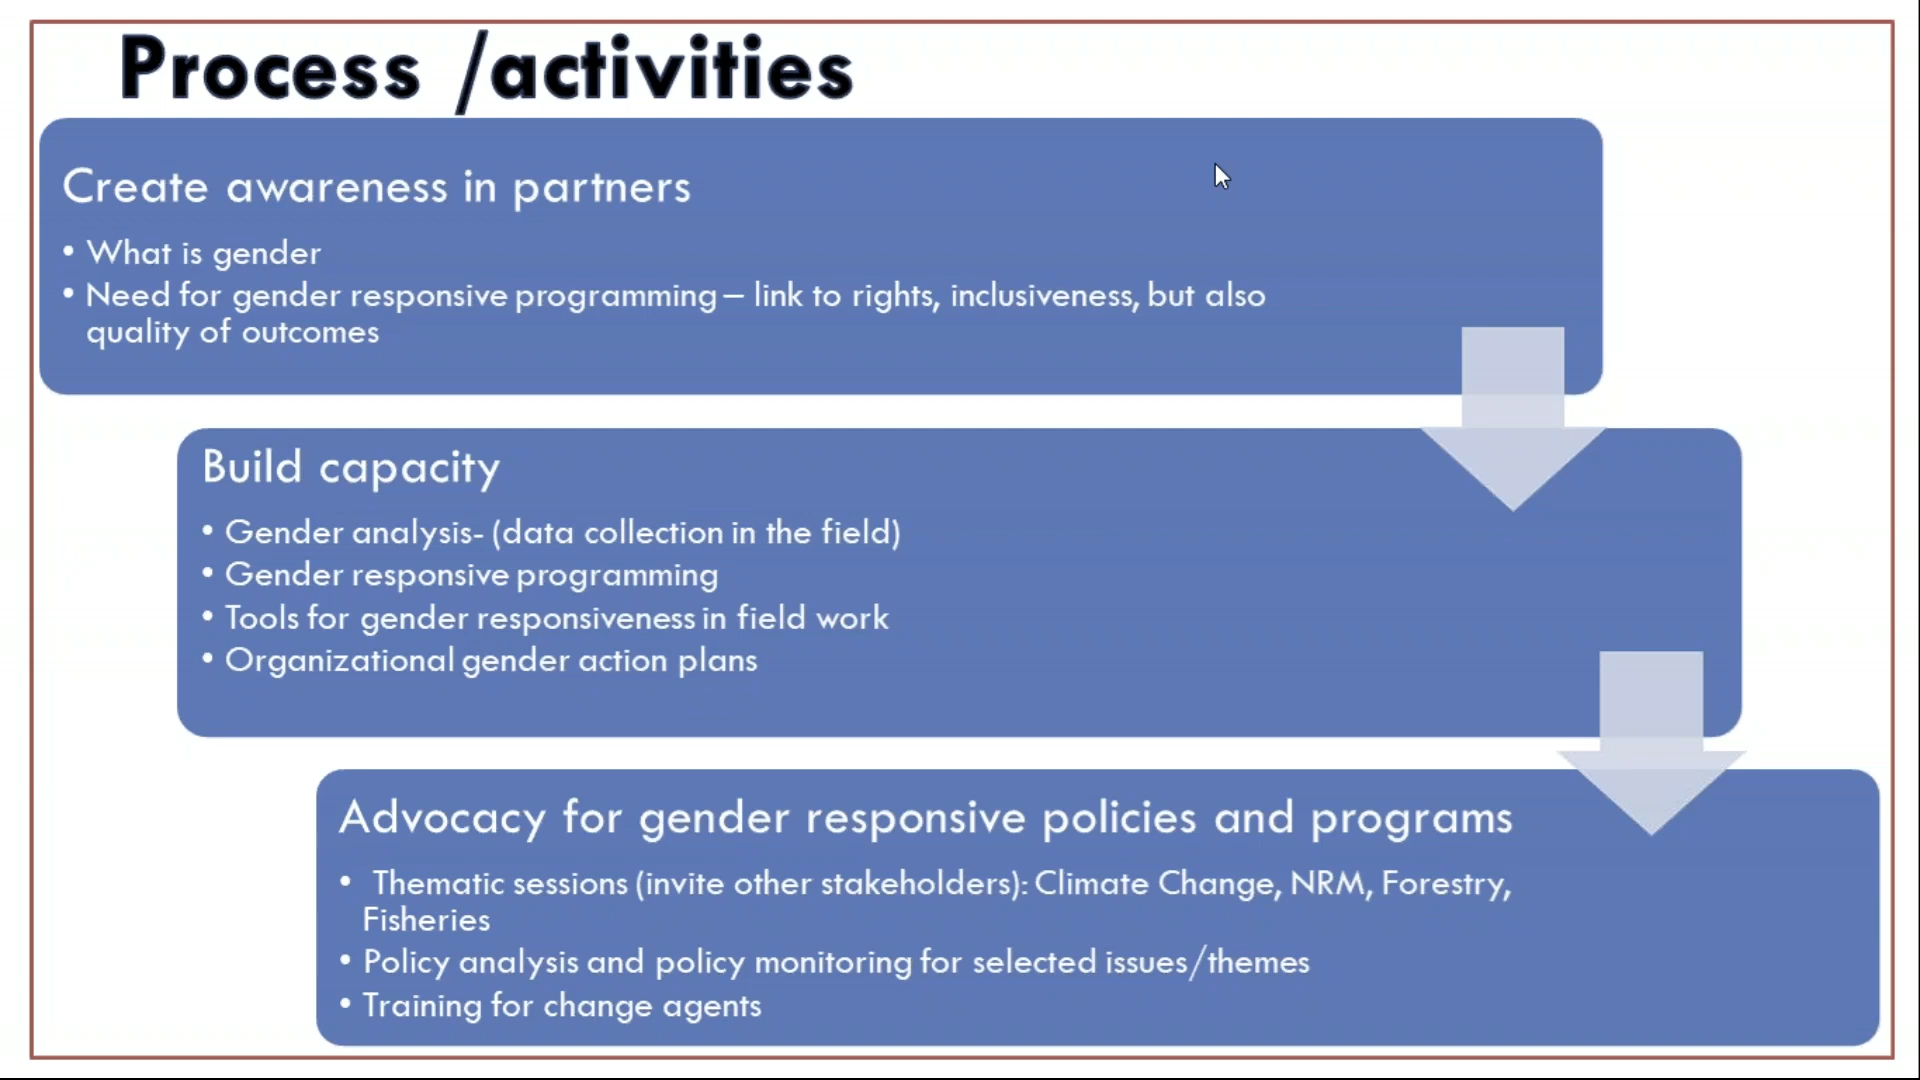 Process /activities
Create awareness in partners
• What is gender
• Need for gender responsive programming – link to rights, inclusiveness, but also
quality of outcomes
Build capacity
• Gender analysis- (data collection in the field)
• Gender responsive programming
• Tools for gender responsiveness in field work
• Organizational gender action plans
Advocacy for gender responsive policies and programs
• Thematic sessions (invite other stakeholders): Climate Change, NRM, Forestry,
Fisheries
• Policy analysis and policy monitoring for selected issues/themes
• Training for change agents